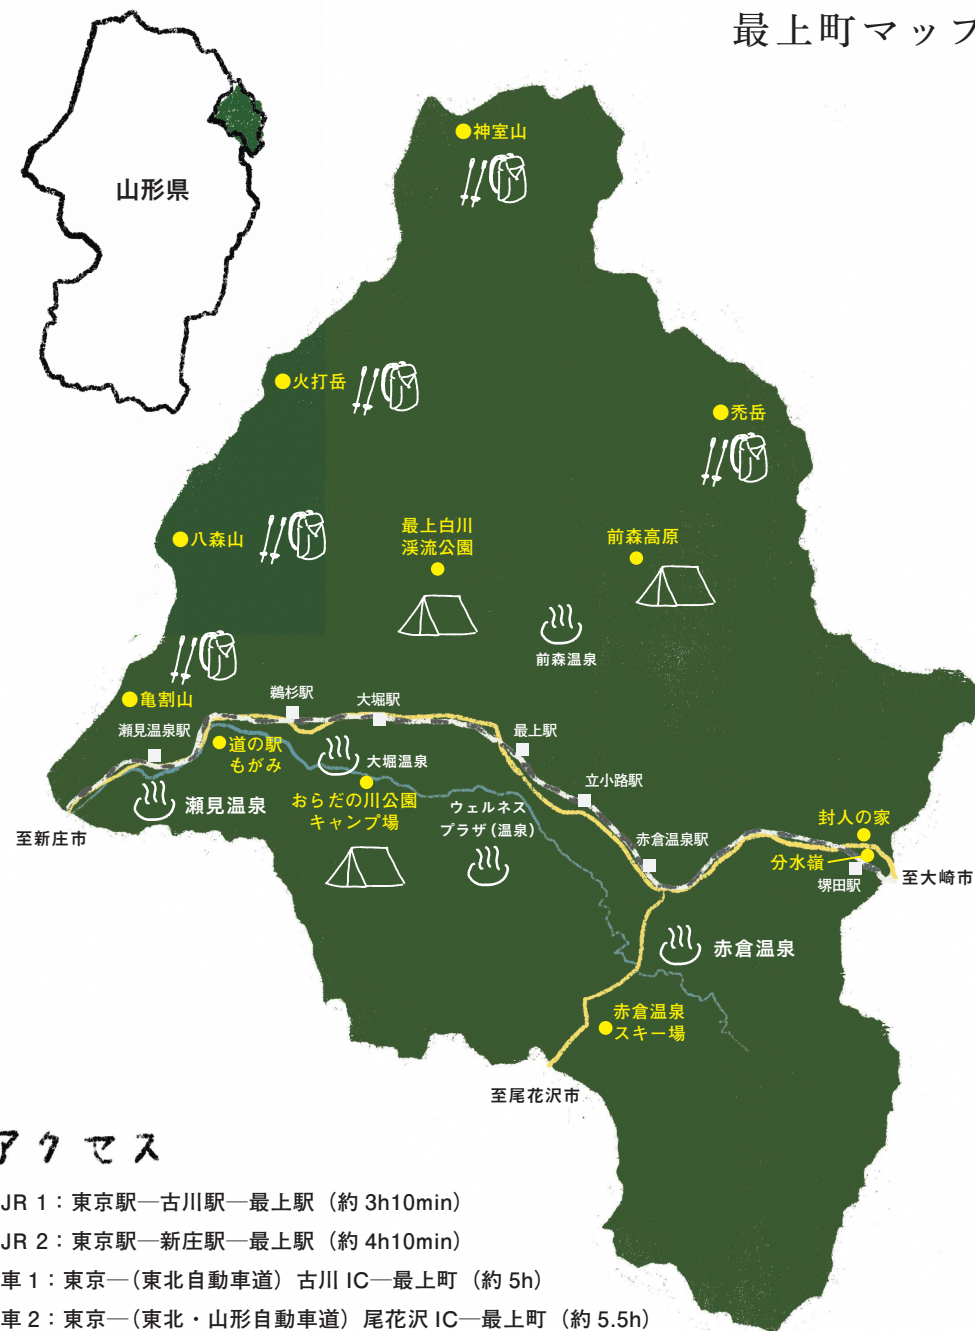 最上町マップ
山形県
神室山
火打岳
禿岳
八森山
最上白川
渓流公園
前森高原
前森温泉
亀割山
鵜杉駅
大堀駅
瀬見温泉駅
道の駅
もがみ
大堀温泉
最上駅
瀬見温泉
おらだの川公園
キャンプ場
ウェルネス
プラザ(温泉)
立小路駅
赤倉温泉駅
封人の家
分水嶺
堺田駅
至新庄市
至大崎市
赤倉温泉
赤倉温泉
スキー場
至尾花沢市
アクセス
JR 1：東京駅―古川駅―最上駅（約 3h10min）
JR 2：東京駅―新庄駅―最上駅（約 4h10min）
車 1：東京―(東北自動車道）古川 IC―最上町（約 5h）
車 2：東京―(東北・山形自動車道）尾花沢 IC―最上町（約 5.5h）